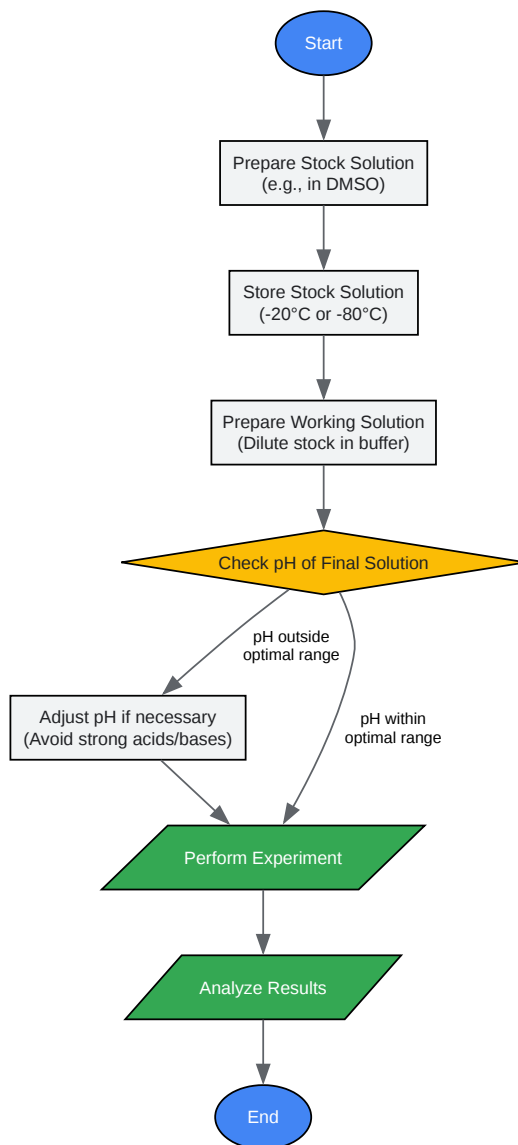 Start
Prepare Stock Solution
(e.g., in DMSO)
Store Stock Solution
(-20°C or -80°C)
Prepare Working Solution
(Dilute stock in buffer)
Check pH of Final Solution
pH outside
optimal range
Adjust pH if necessary
(Avoid strong acids/bases)
pH within
optimal range
Perform Experiment
Analyze Results
End